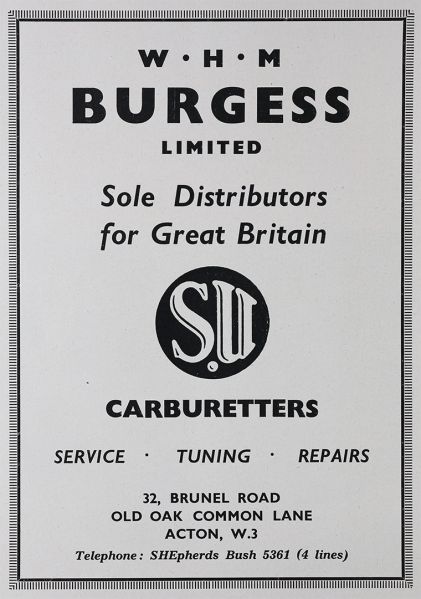 W · H · M
BURGESS
LIMITED
Sole Distributors
for Great Britain
S.U
CARBURETTERS
SERVICE · TUNING · REPAIRS
32, BRUNEL ROAD
OLD OAK COMMON LANE
ACTON, W.3
Telephone: SHEpherds Bush 5361 (4 lines)